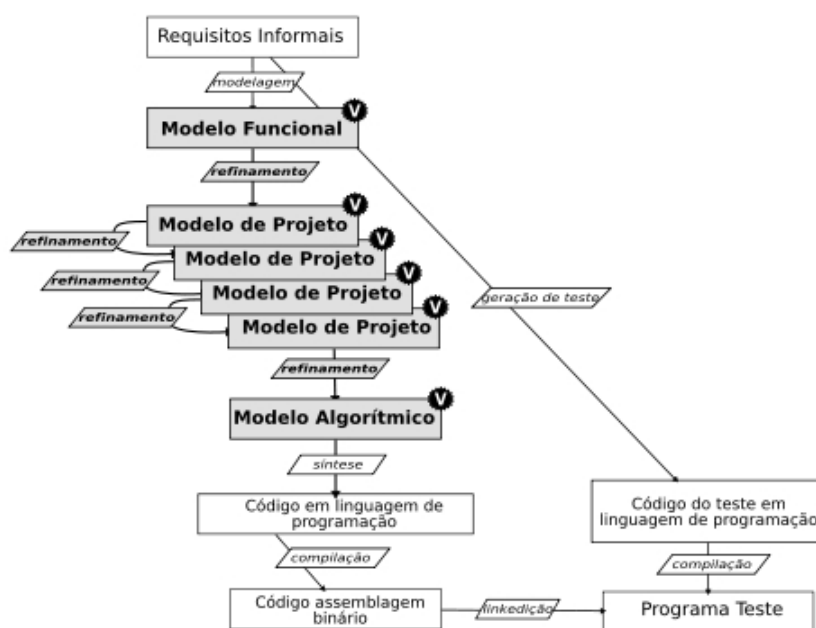 Requisitos Informais
modelagem
V
Modelo Funcional
refinamento
V
Modelo de Projeto
refinamento
V
Modelo de Projeto
refinamento
V
Modelo de Projeto
geração de teste
refinamento
V
Modelo de Projeto
refinamento
V
Modelo Algorítmico
síntese
Código em linguagem de
programação
Código do teste em
linguagem de programação
compilação
compilação
Código assemblagem
binário
linkedição
Programa Teste